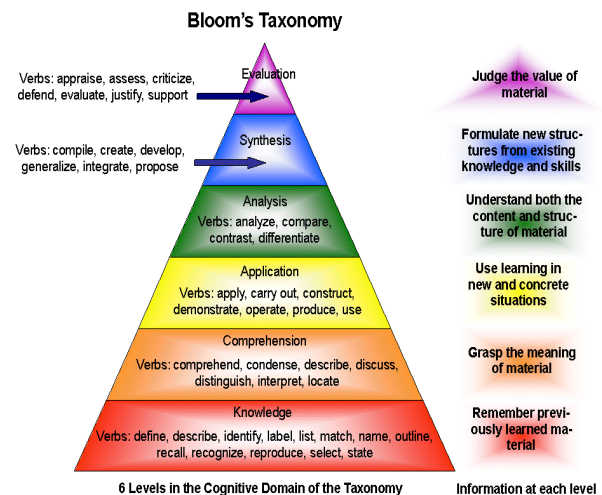 Bloom's Taxonomy
Evaluation
Verbs: appraise, assess, criticize,
defend, evaluate, justify, support
Judge the value of
material
Synthesis
Verbs: compile, create, develop,
generalize, integrate, propose
Formulate new struc-
tures from existing
knowledge and skills
Analysis
Verbs: analyze, compare,
contrast, differentiate
Understand both the
content and struc-
ture of material
Application
Verbs: apply, carry out, construct,
demonstrate, operate, produce, use
Use learning in
new and concrete
situations
Comprehension
Verbs: comprehend, condense, describe, discuss,
distinguish, interpret, locate
Grasp the meaning
of material
Knowledge
Verbs: define, describe, identify, label, list, match, name, outline,
recall, recognize, reproduce, select, state
Remember previ-
ously learned ma-
terial
6 Levels in the Cognitive Domain of the Taxonomy
Information at each level